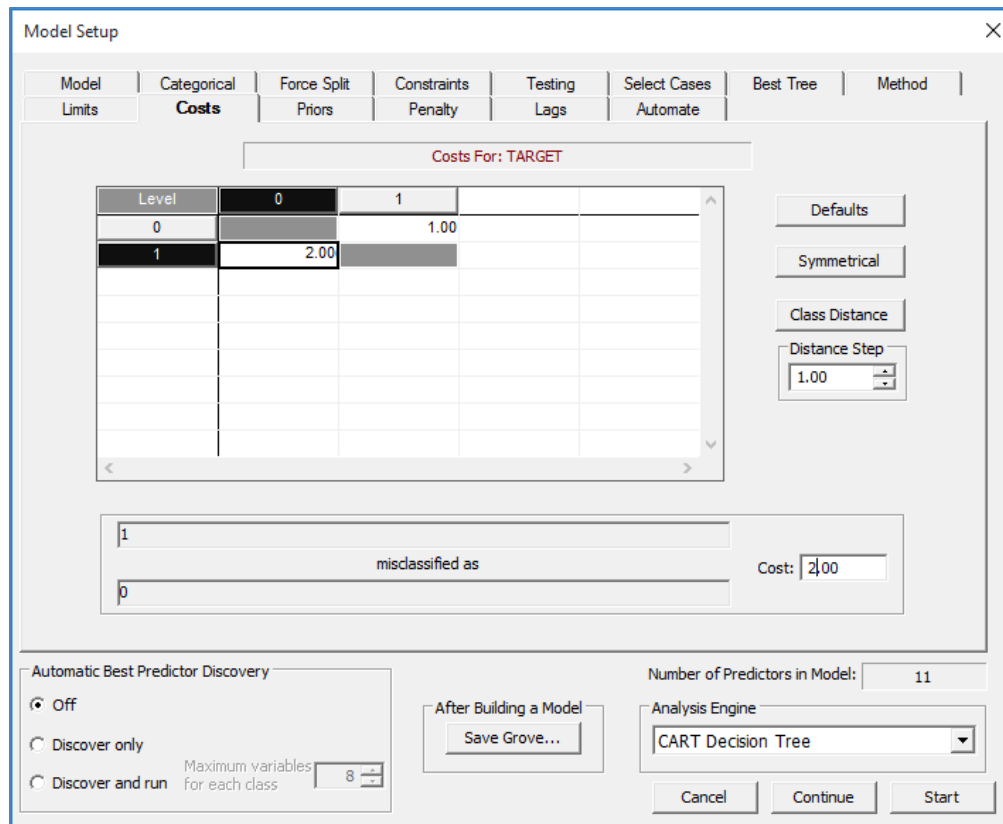 Model Setup
Model Categorical Force Split Constraints Testing Select Cases Best Tree Method
Limits Costs Priors Penalty Lags Automate
Costs For: TARGET
Level 0 1
0 1.00
1 2.00
Defaults
Symmetrical
Class Distance
Distance Step
1.00
1
misclassified as
0
Cost: 2.00
Automatic Best Predictor Discovery
Off
Discover only
Discover and run
Maximum variables
for each class
8
After Building a Model
Save Grove...
Number of Predictors in Model: 11
Analysis Engine
CART Decision Tree
Cancel Continue Start